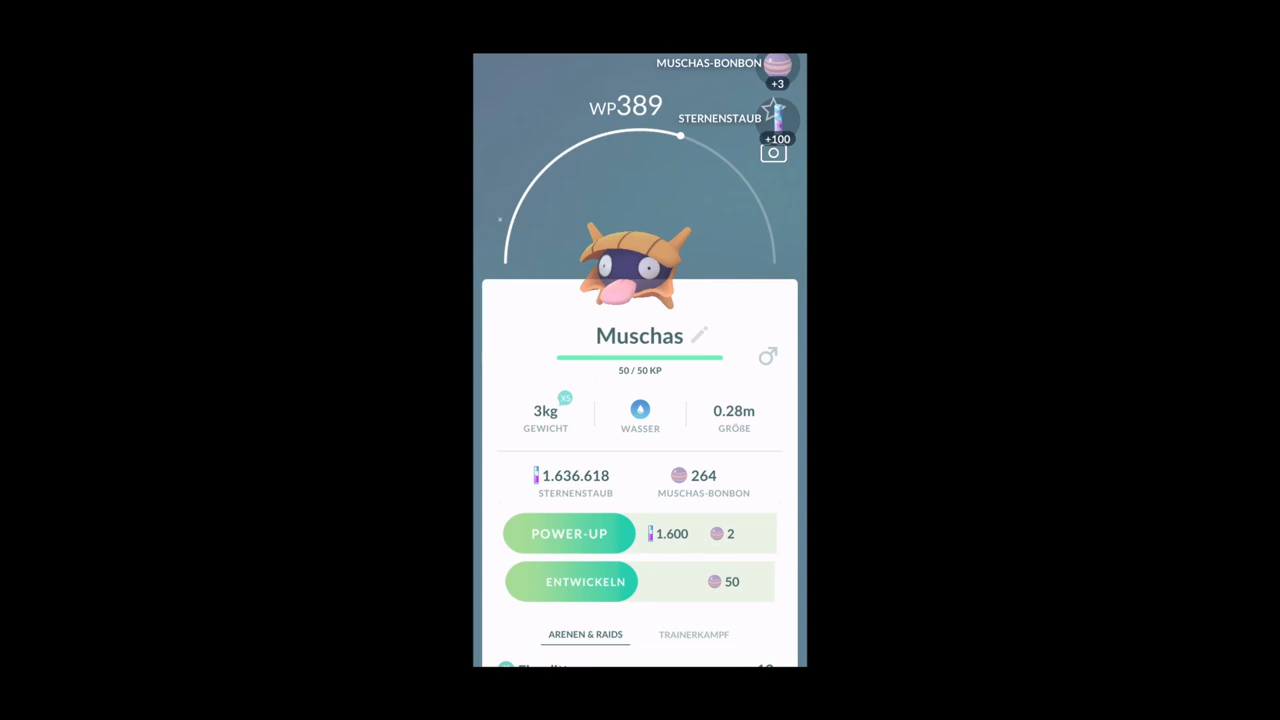 MUSCHAS-BONBON
+3
WP389
STERNENSTAUB
+100
Muschas
50 / 50 KP
XS
3kg
0.28m
GEWICHT
WASSER
GRÖßE
1.636.618
264
STERNENSTAUB
MUSCHAS-BONBON
POWER-UP
1.600
2
ENTWICKELN
50
ARENEN & RAIDS
TRAINERKAMPF